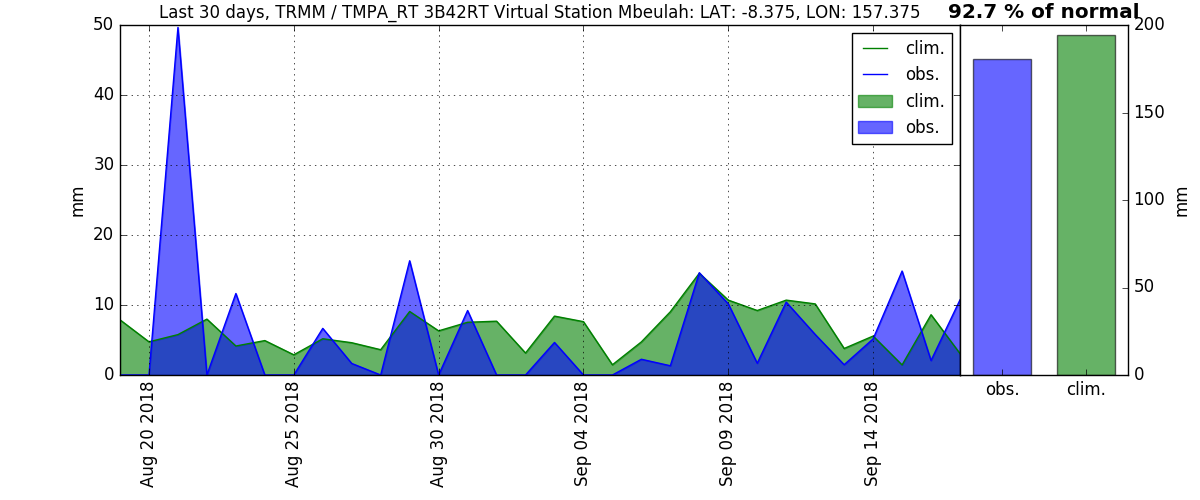 Last 30 days, TRMM / TMPA_RT 3B42RT Virtual Station Mbeulah: LAT: -8.375, LON: 157.375
92.7 % of normal
50
40
30
20
10
0
mm
clim.
obs.
clim.
obs.
200
150
100
50
0
mm
Aug 20 2018
Aug 25 2018
Aug 30 2018
Sep 04 2018
Sep 09 2018
Sep 14 2018
obs.
clim.